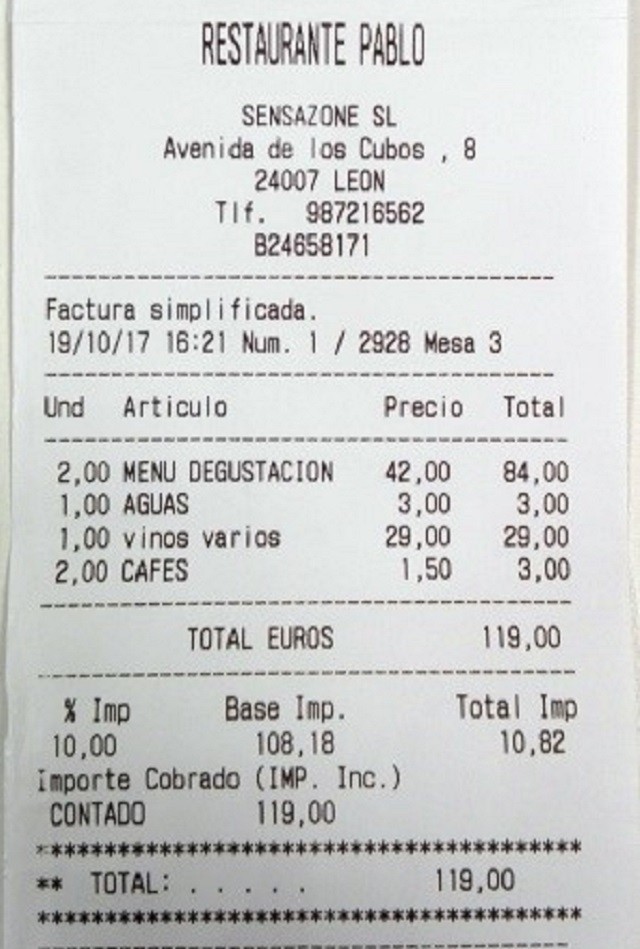 RESTAURANTE PABLO
SENSAZONE SL
Avenida de los Cubos , 8
24007 LEON
Tlf. 987216562
B24658171
Factura simplificada.
19/10/17 16:21 Num. 1 / 2928 Mesa 3
Und Articulo Precio Total
2,00 MENU DEGUSTACION 42,00 84,00
1,00 AGUAS 3,00 3,00
1,00 vinos varios 29,00 29,00
2,00 CAFES 1,50 3,00
TOTAL EUROS 119,00
% Imp Base Imp. Total Imp
10,00 108,18 10,82
Importe Cobrado (IMP. Inc.)
CONTADO 119,00
*****************************************
** TOTAL: . . . . . 119,00
*****************************************